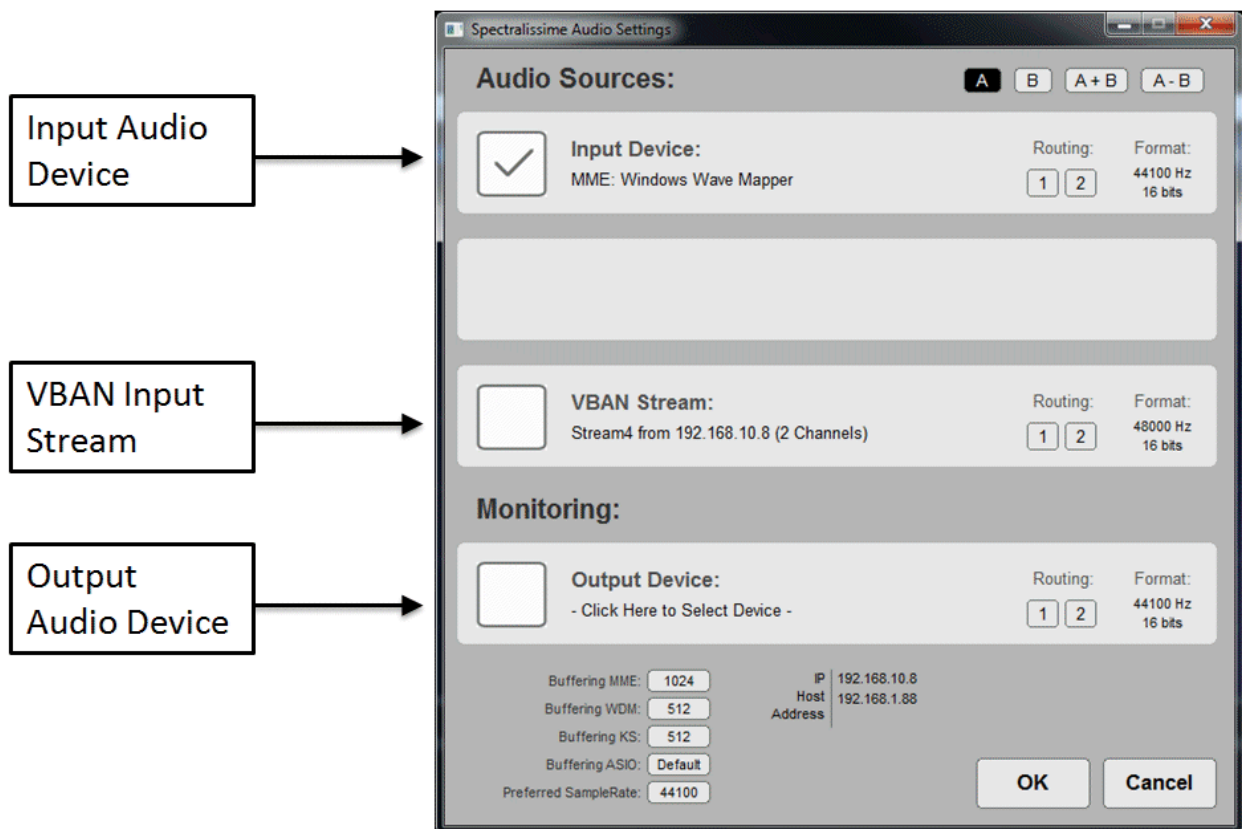 Spectralissime Audio Settings
Audio Sources:
A B A + B A - B
Input Audio
Device
Input Device:
MME: Windows Wave Mapper
Routing:
1 2
Format:
44100 Hz
16 bits
VBAN Input
Stream
VBAN Stream:
Stream4 from 192.168.10.8 (2 Channels)
Routing:
1 2
Format:
48000 Hz
16 bits
Monitoring:
Output
Audio Device
Output Device:
- Click Here to Select Device -
Routing:
1 2
Format:
44100 Hz
16 bits
Buffering MME: 1024
Buffering WDM: 512
Buffering KS: 512
Buffering ASIO: Default
Preferred SampleRate: 44100
IP
Host
Address
192.168.10.8
192.168.1.88
OK
Cancel